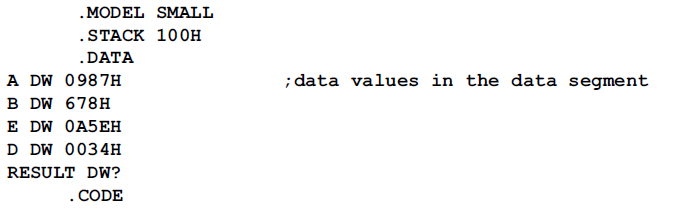 .MODEL SMALL
.STACK 100H
.DATA
A DW 0987H ;data values in the data segment
B DW 678H
E DW 0A5EH
D DW 0034H
RESULT DW?
.CODE